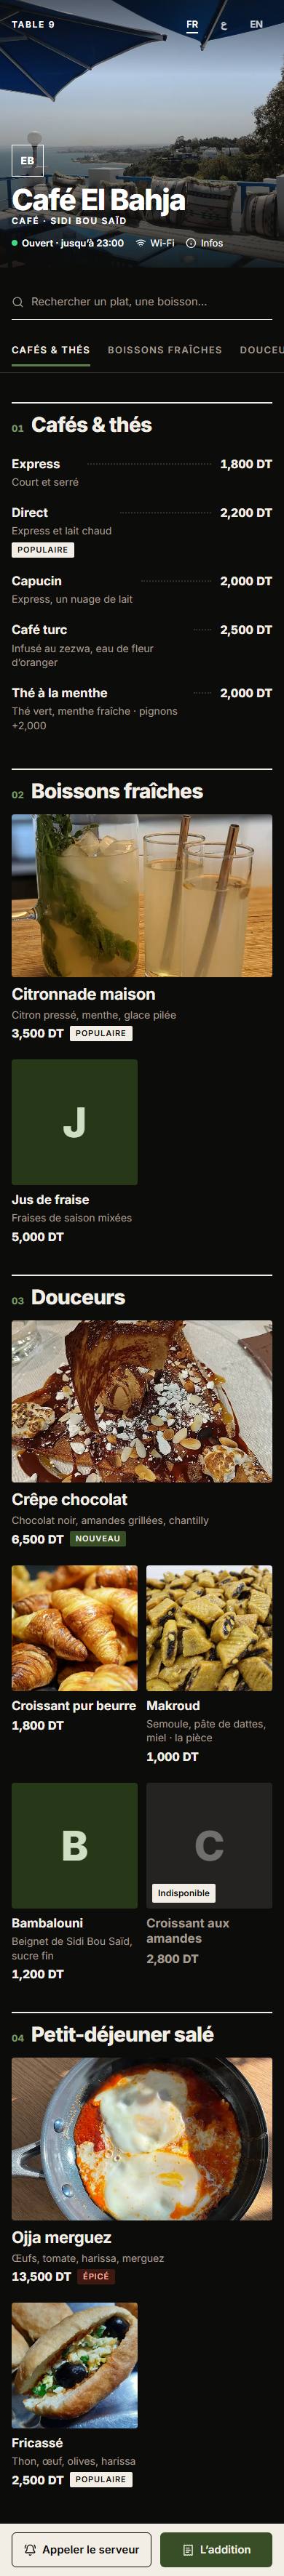 TABLE 9
FR ع EN
EB
Café El Bahja
CAFÉ · SIDI BOU SAÏD
Ouvert · jusqu'à 23:00 Wi-Fi Infos
Rechercher un plat, une boisson...
CAFÉS & THÉS BOISSONS FRAÎCHES DOUCEU
01 Cafés & thés
Express 1,800 DT
Court et serré
Direct 2,200 DT
Express et lait chaud
POPULAIRE
Capucin 2,000 DT
Express, un nuage de lait
Café turc 2,500 DT
Infusé au zezwa, eau de fleur
d'oranger
Thé à la menthe 2,000 DT
Thé vert, menthe fraîche · pignons
+2,000
02 Boissons fraîches
Citronnade maison
Citron pressé, menthe, glace pilée
3,500 DT POPULAIRE
J
Jus de fraise
Fraises de saison mixées
5,000 DT
03 Douceurs
Crêpe chocolat
Chocolat noir, amandes grillées, chantilly
6,500 DT NOUVEAU
Croissant pur beurre
1,800 DT
Makroud
Semoule, pâte de dattes,
miel · la pièce
1,000 DT
B
Bambalouni
Beignet de Sidi Bou Saïd,
sucre fin
1,200 DT
C
Indisponible
Croissant aux
amandes
2,800 DT
04 Petit-déjeuner salé
Ojja merguez
Œufs, tomate, harissa, merguez
13,500 DT ÉPICÉ
Fricassé
Thon, œuf, olives, harissa
2,500 DT POPULAIRE
Appeler le serveur L'addition